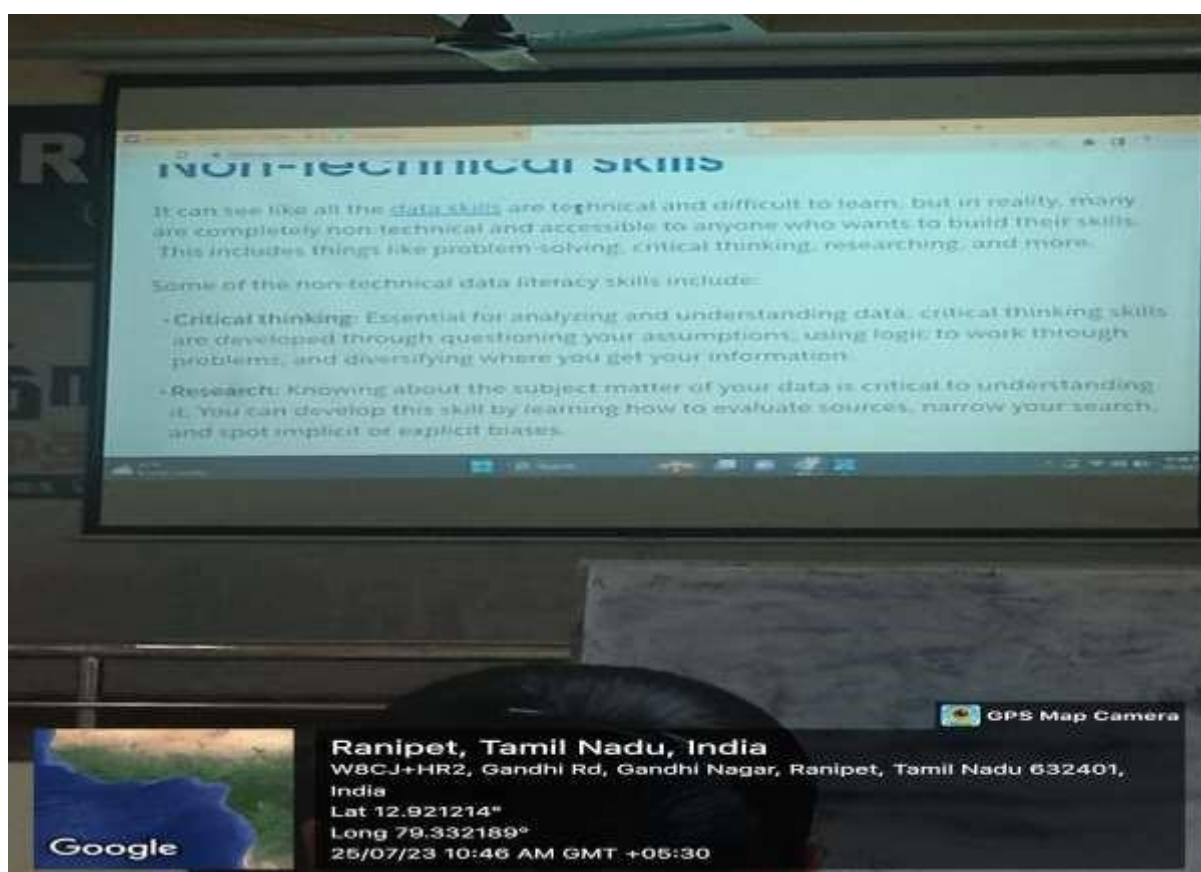 R
Non-Technical Skills
It can see like all the data skills are technical and difficult to learn, but in reality, many
are completely non-technical and accessible to anyone who wants to build their skills.
This includes things like problem-solving, critical thinking, researching, and more.
Some of the non-technical data literacy skills include:
• Critical thinking: Essential for analyzing and understanding data, critical thinking skills
are developed through questioning your assumptions, using logic to work through
problems, and diversifying where you get your information.
• Research: Knowing about the subject matter of your data is critical to understanding
it. You can develop this skill by learning how to evaluate sources, narrow your search,
and spot implicit or explicit biases.
GPS Map Camera
Ranipet, Tamil Nadu, India
W8CJ+HR2, Gandhi Rd, Gandhi Nagar, Ranipet, Tamil Nadu 632401,
India
Lat 12.921214°
Long 79.332189°
25/07/23 10:46 AM GMT +05:30
Google